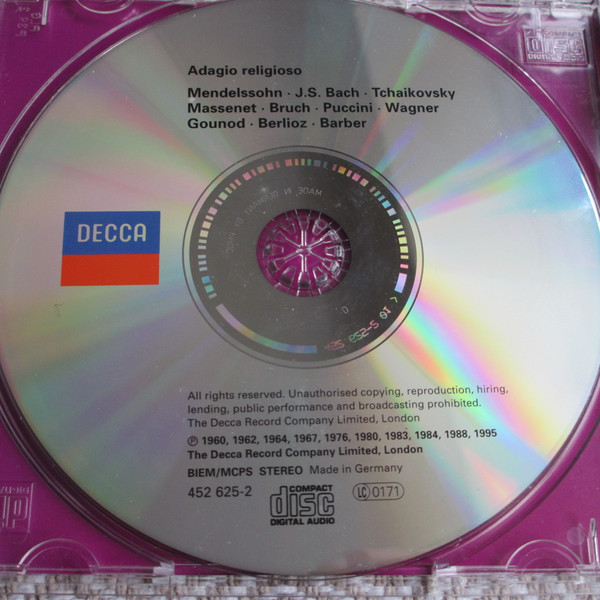 Adagio religioso
Mendelssohn · J.S. Bach · Tchaikovsky
Massenet · Bruch · Puccini · Wagner
Gounod · Berlioz · Barber
DECCA
MADE IN GERMANY
All rights reserved. Unauthorised copying, reproduction, hiring,
lending, public performance and broadcasting prohibited.
The Decca Record Company Limited, London
℗ 1960, 1962, 1964, 1967, 1976, 1980, 1983, 1984, 1988, 1995
The Decca Record Company Limited, London
BIEM/MCPS STEREO Made in Germany
452 625-2
COMPACT
disc
DIGITAL AUDIO
LC 0171